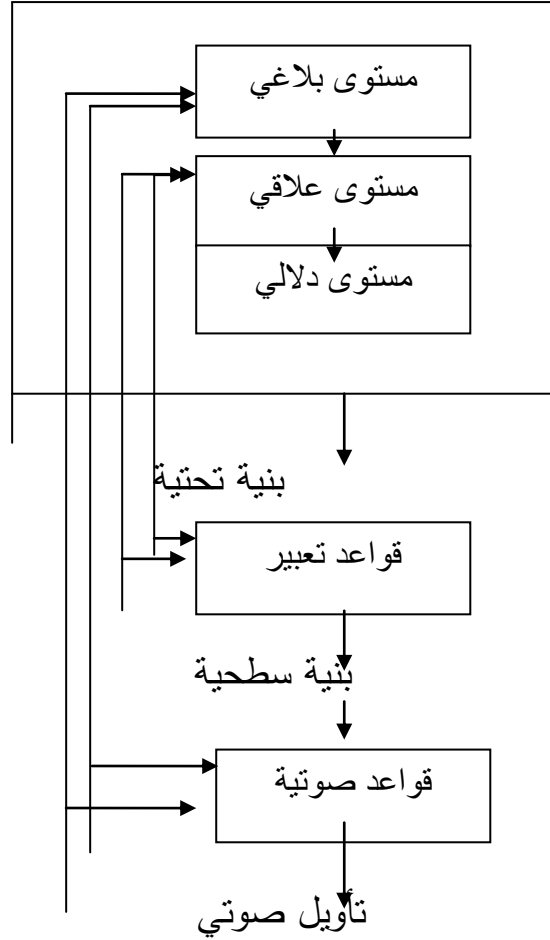 مستوى بلاغي
مستوى علاقي
مستوى دلالي
بنية تحتية
قواعد تعبير
بنية سطحية
قواعد صوتية
تأويل صوتي